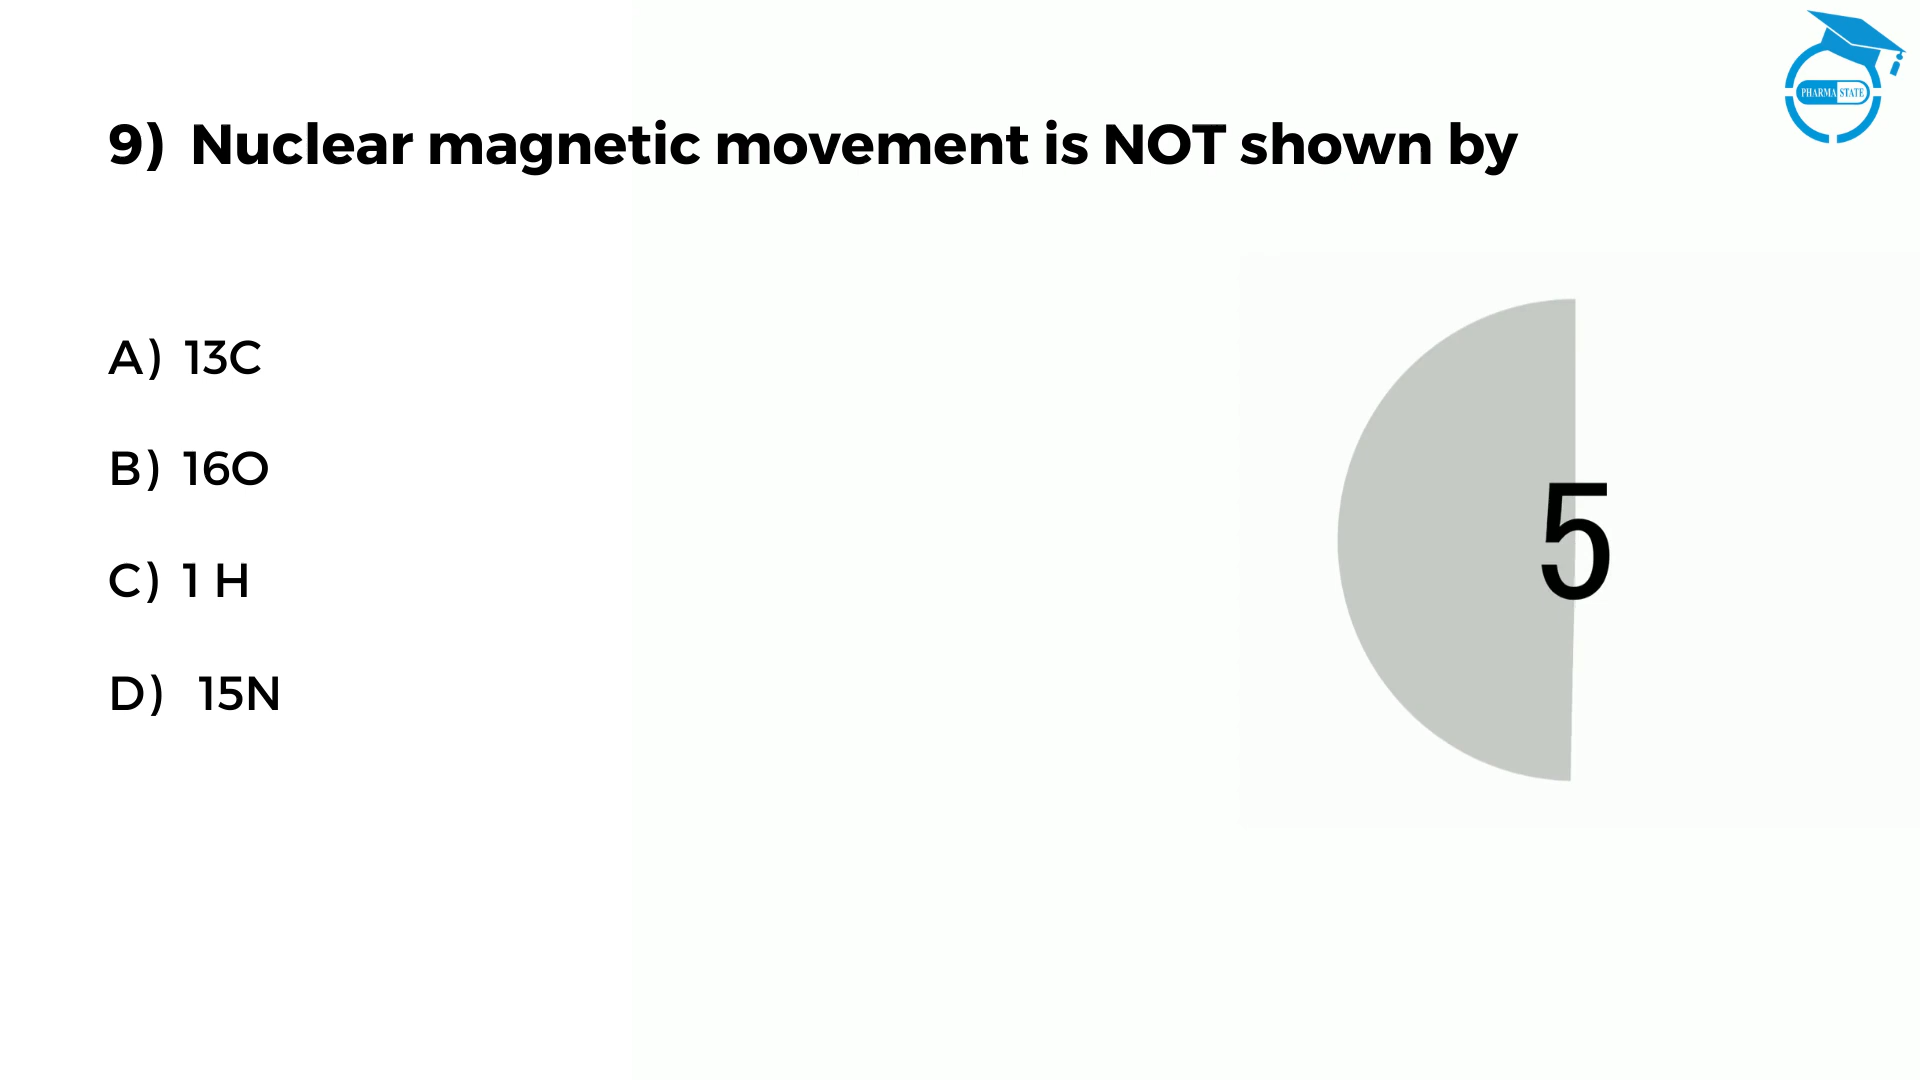 PHARMA STATE
9) Nuclear magnetic movement is NOT shown by
A) 13C
B) 16O
5
C) 1 H
D) 15N